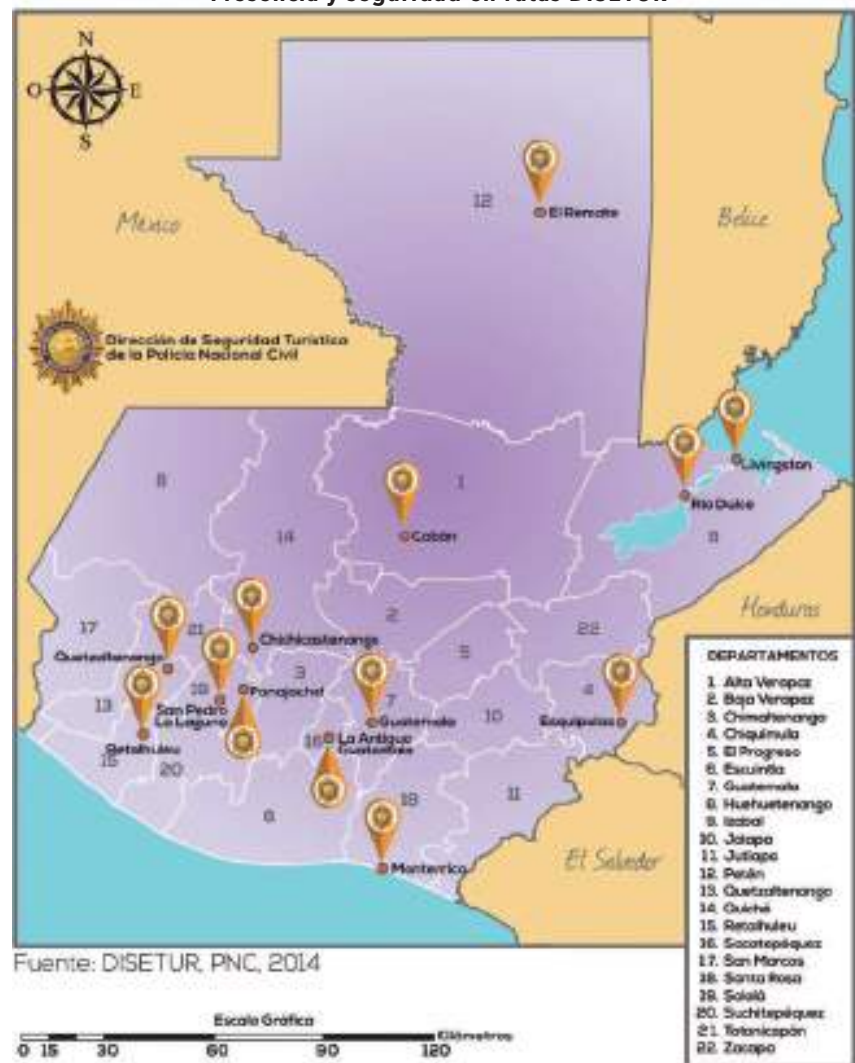 Presencia y seguridad en rutas DISETUR
N
O
E
S
México
12
El Remate
Belice
Dirección de Seguridad Turística
de la Policía Nacional Civil
Livingston
8
1
Río Dulce
14
Cobán
9
Honduras
17
21
Chichicastenango
2
22
Quetzaltenango
5
3
4
13
19
Panajachel
7
San Pedro
La Laguna
Guatemala
10
Esquipulas
Retalhuleu
16
La Antigua
Guatemala
15
20
6
18
11
Monterrico
El Salvador
DEPARTAMENTOS
1 Alta Verapaz
2 Baja Verapaz
3 Chimaltenango
4 Chiquimula
5 El Progreso
6 Escuintla
7 Guatemala
8 Huehuetenango
9 Izabal
10. Jalapa
11 Jutiapa
12 Petén
13 Quetzaltenango
14 Quiché
15 Retalhuleu
16 Sacatepéquez
17 San Marcos
18 Santa Rosa
19. Sololá
20. Suchitepéquez
21 Totonicapán
22 Zacapa
Fuente: DISETUR, PNC, 2014
Escala Gráfica
Kilómetros
0 15 30 60 90 120